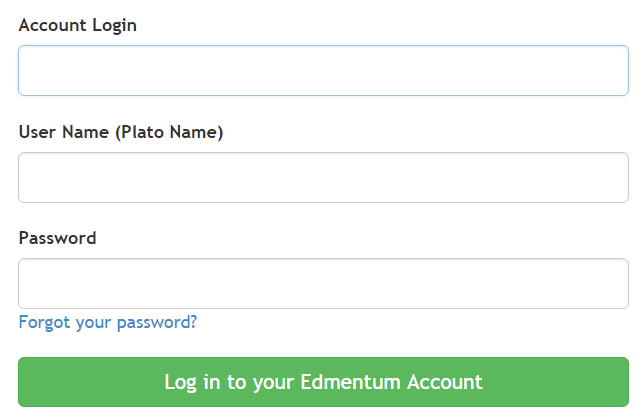 Account Login
User Name (Plato Name)
Password
Forgot your password?
Log in to your Edmentum Account